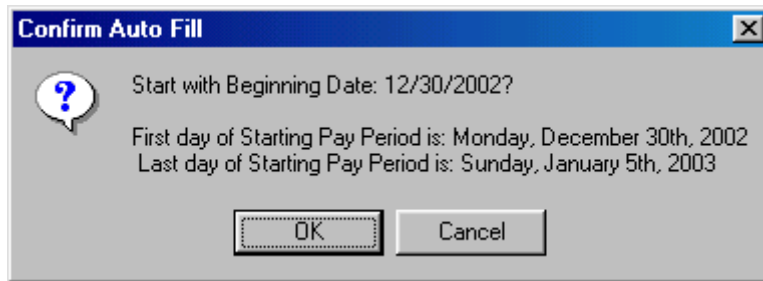 Confirm Auto Fill
Start with Beginning Date: 12/30/2002?
First day of Starting Pay Period is: Monday, December 30th, 2002
Last day of Starting Pay Period is: Sunday, January 5th, 2003
OK
Cancel